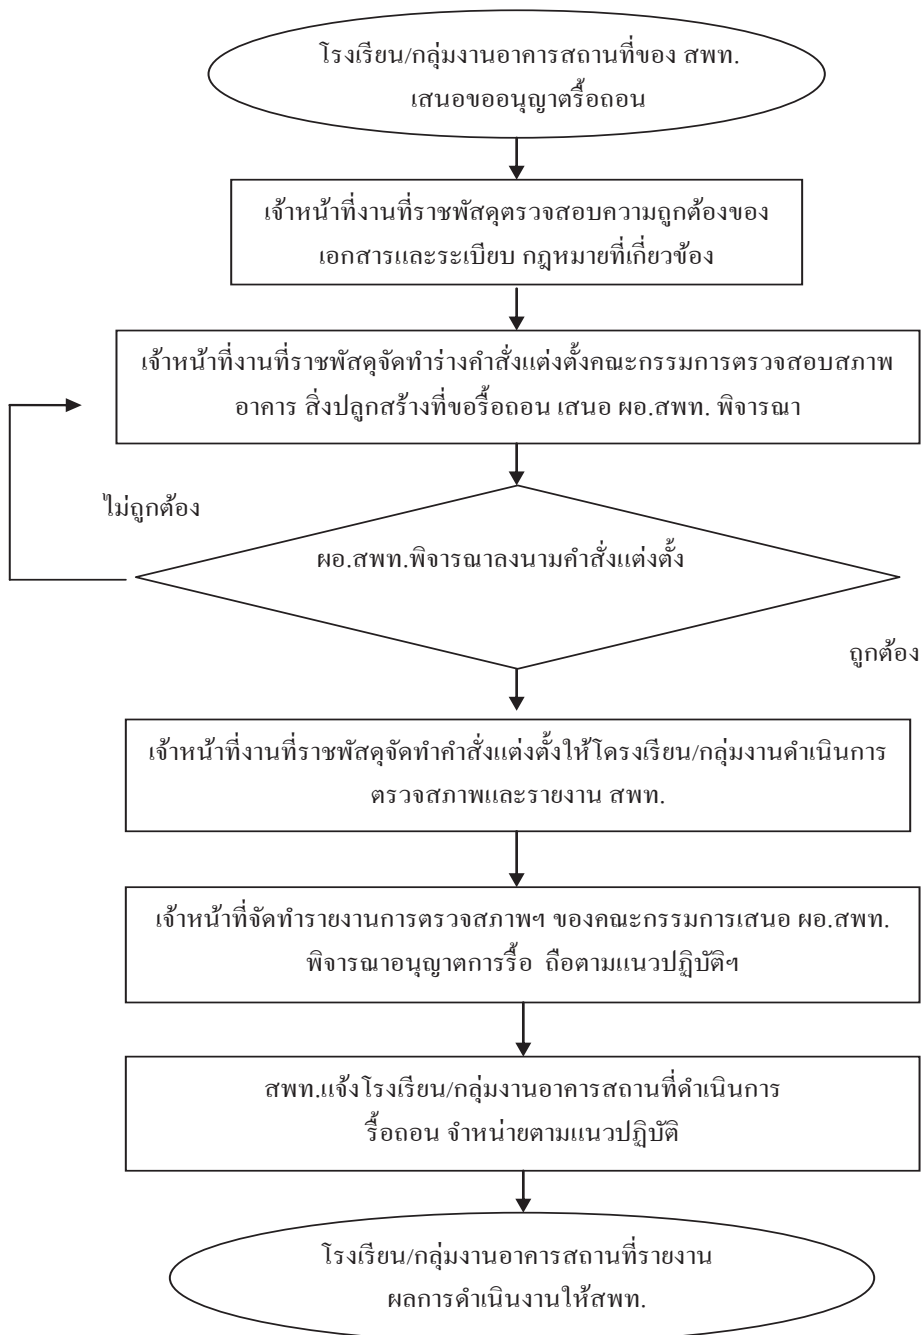 โรงเรียน/กลุ่มงานอาคารสถานที่ของ สพท.
เสนอขออนุญาตรื้อถอน
เจ้าหน้าที่งานที่ราชพัสดุตรวจสอบความถูกต้องของ
เอกสารและระเบียบ กฎหมายที่เกี่ยวข้อง
เจ้าหน้าที่งานที่ราชพัสดุจัดทำร่างคำสั่งแต่งตั้งคณะกรรมการตรวจสอบสภาพ
อาคาร สิ่งปลูกสร้างที่ขอรื้อถอน เสนอ ผอ.สพท. พิจารณา
ไม่ถูกต้อง
ผอ.สพท.พิจารณาลงนามคำสั่งแต่งตั้ง
ถูกต้อง
เจ้าหน้าที่งานที่ราชพัสดุจัดทำคำสั่งแต่งตั้งให้โดรงเรียน/กลุ่มงานดำเนินการ
ตรวจสภาพและรายงาน สพท.
เจ้าหน้าที่จัดทำรายงานการตรวจสภาพฯ ของคณะกรรมการเสนอ ผอ.สพท.
พิจารณาอนุญาตการรื้อ ถือตามแนวปฏิบัติฯ
สพท.แจ้งโรงเรียน/กลุ่มงานอาคารสถานที่ดำเนินการ
รื้อถอน จำหน่ายตามแนวปฏิบัติ
โรงเรียน/กลุ่มงานอาคารสถานที่รายงาน
ผลการดำเนินงานให้สพท.